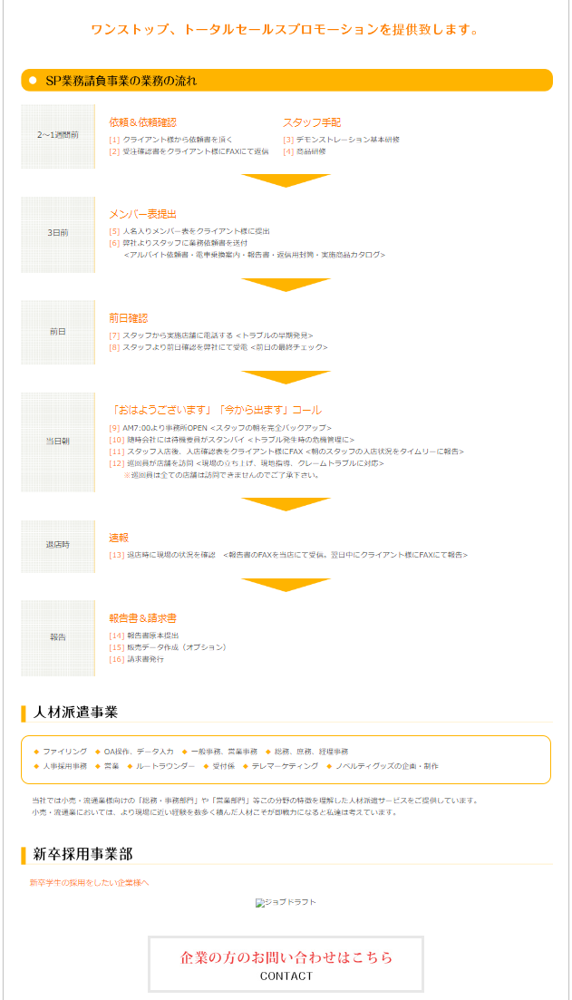 ワンストップ、トータルセールスプロモーションを提供致します。
SP業務請負事業の業務の流れ
2〜1週間前
依頼＆依頼確認
[1] クライアント様から依頼書を頂く
[2] 受注確認書をクライアント様にFAXにて返信
スタッフ手配
[3] デモンストレーション基本研修
[4] 商品研修
3日前
メンバー表提出
[5] 人名入りメンバー表をクライアント様に提出
[6] 弊社よりスタッフに業務依頼書を送付
<アルバイト依頼書・電車乗換案内・報告書・返信用封筒・実施商品カタログ>
前日
前日確認
[7] スタッフから実施店舗に電話する <トラブルの早期発見>
[8] スタッフより前日確認を弊社にて受電 <前日の最終チェック>
当日朝
「おはようございます」「今から出ます」コール
[9] AM7:00より事務所OPEN <スタッフの朝を完全バックアップ>
[10] 随時会社には待機要員がスタンバイ <トラブル発生時の危機管理に>
[11] スタッフ入店後、入店確認表をクライアント様にFAX <朝のスタッフの入店状況をタイムリーに報告>
[12] 巡回員が店舗を訪問 <現場の立ち上げ、現地指導、クレームトラブルに対応>
※巡回員は全ての店舗は訪問できませんのでご了承下さい。
退店時
速報
[13] 退店時に現場の状況を確認 <報告書のFAXを当店にて受信。翌日中にクライアント様にFAXにて報告>
報告
報告書＆請求書
[14] 報告書原本提出
[15] 販売データ作成（オプション）
[16] 請求書発行
人材派遣事業
◆ ファイリング ◆ OA操作、データ入力 ◆ 一般事務、営業事務 ◆ 総務、庶務、経理事務
◆ 人事採用事務 ◆ 営業 ◆ ルートラウンダー ◆ 受付係 ◆ テレマーケティング ◆ ノベルティグッズの企画・制作
当社では小売・流通業様向けの「総務・事務部門」や「営業部門」等この分野の特徴を理解した人材派遣サービスをご提供しています。
小売・流通業においては、より現場に近い経験を数多く積んだ人材こそが即戦力になると私達は考えています。
新卒採用事業部
新卒学生の採用をしたい企業様へ
ジョブドラフト
企業の方のお問い合わせはこちら
CONTACT